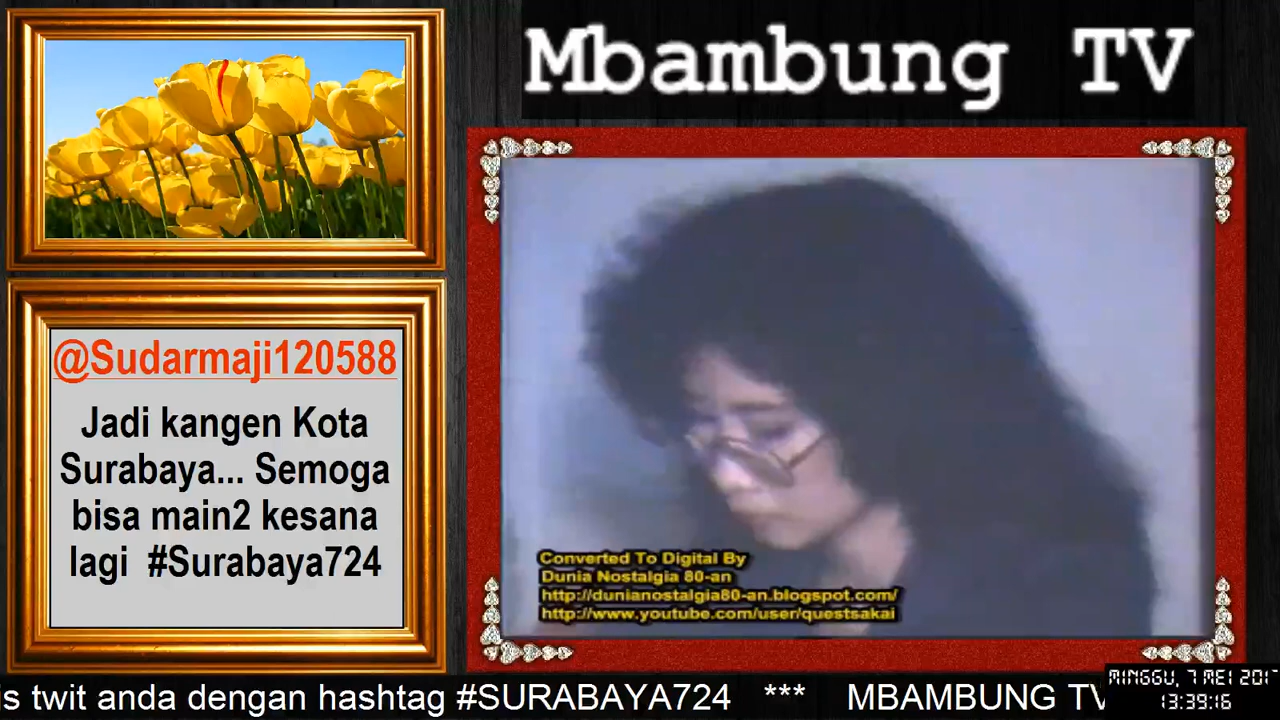 Mbambung TV
@Sudarmaji120588
Jadi kangen Kota
Surabaya... Semoga
bisa main2 kesana
lagi #Surabaya724
Converted To Digital By
Dunia Nostalgia 80-an
http://dunianostalgia80-an.blogspot.com/
http://www.youtube.com/user/questsakai
is twit anda dengan hashtag #SURABAYA724 *** MBAMBUNG TV
MINGGU, 7 MEI 201
13:39:16